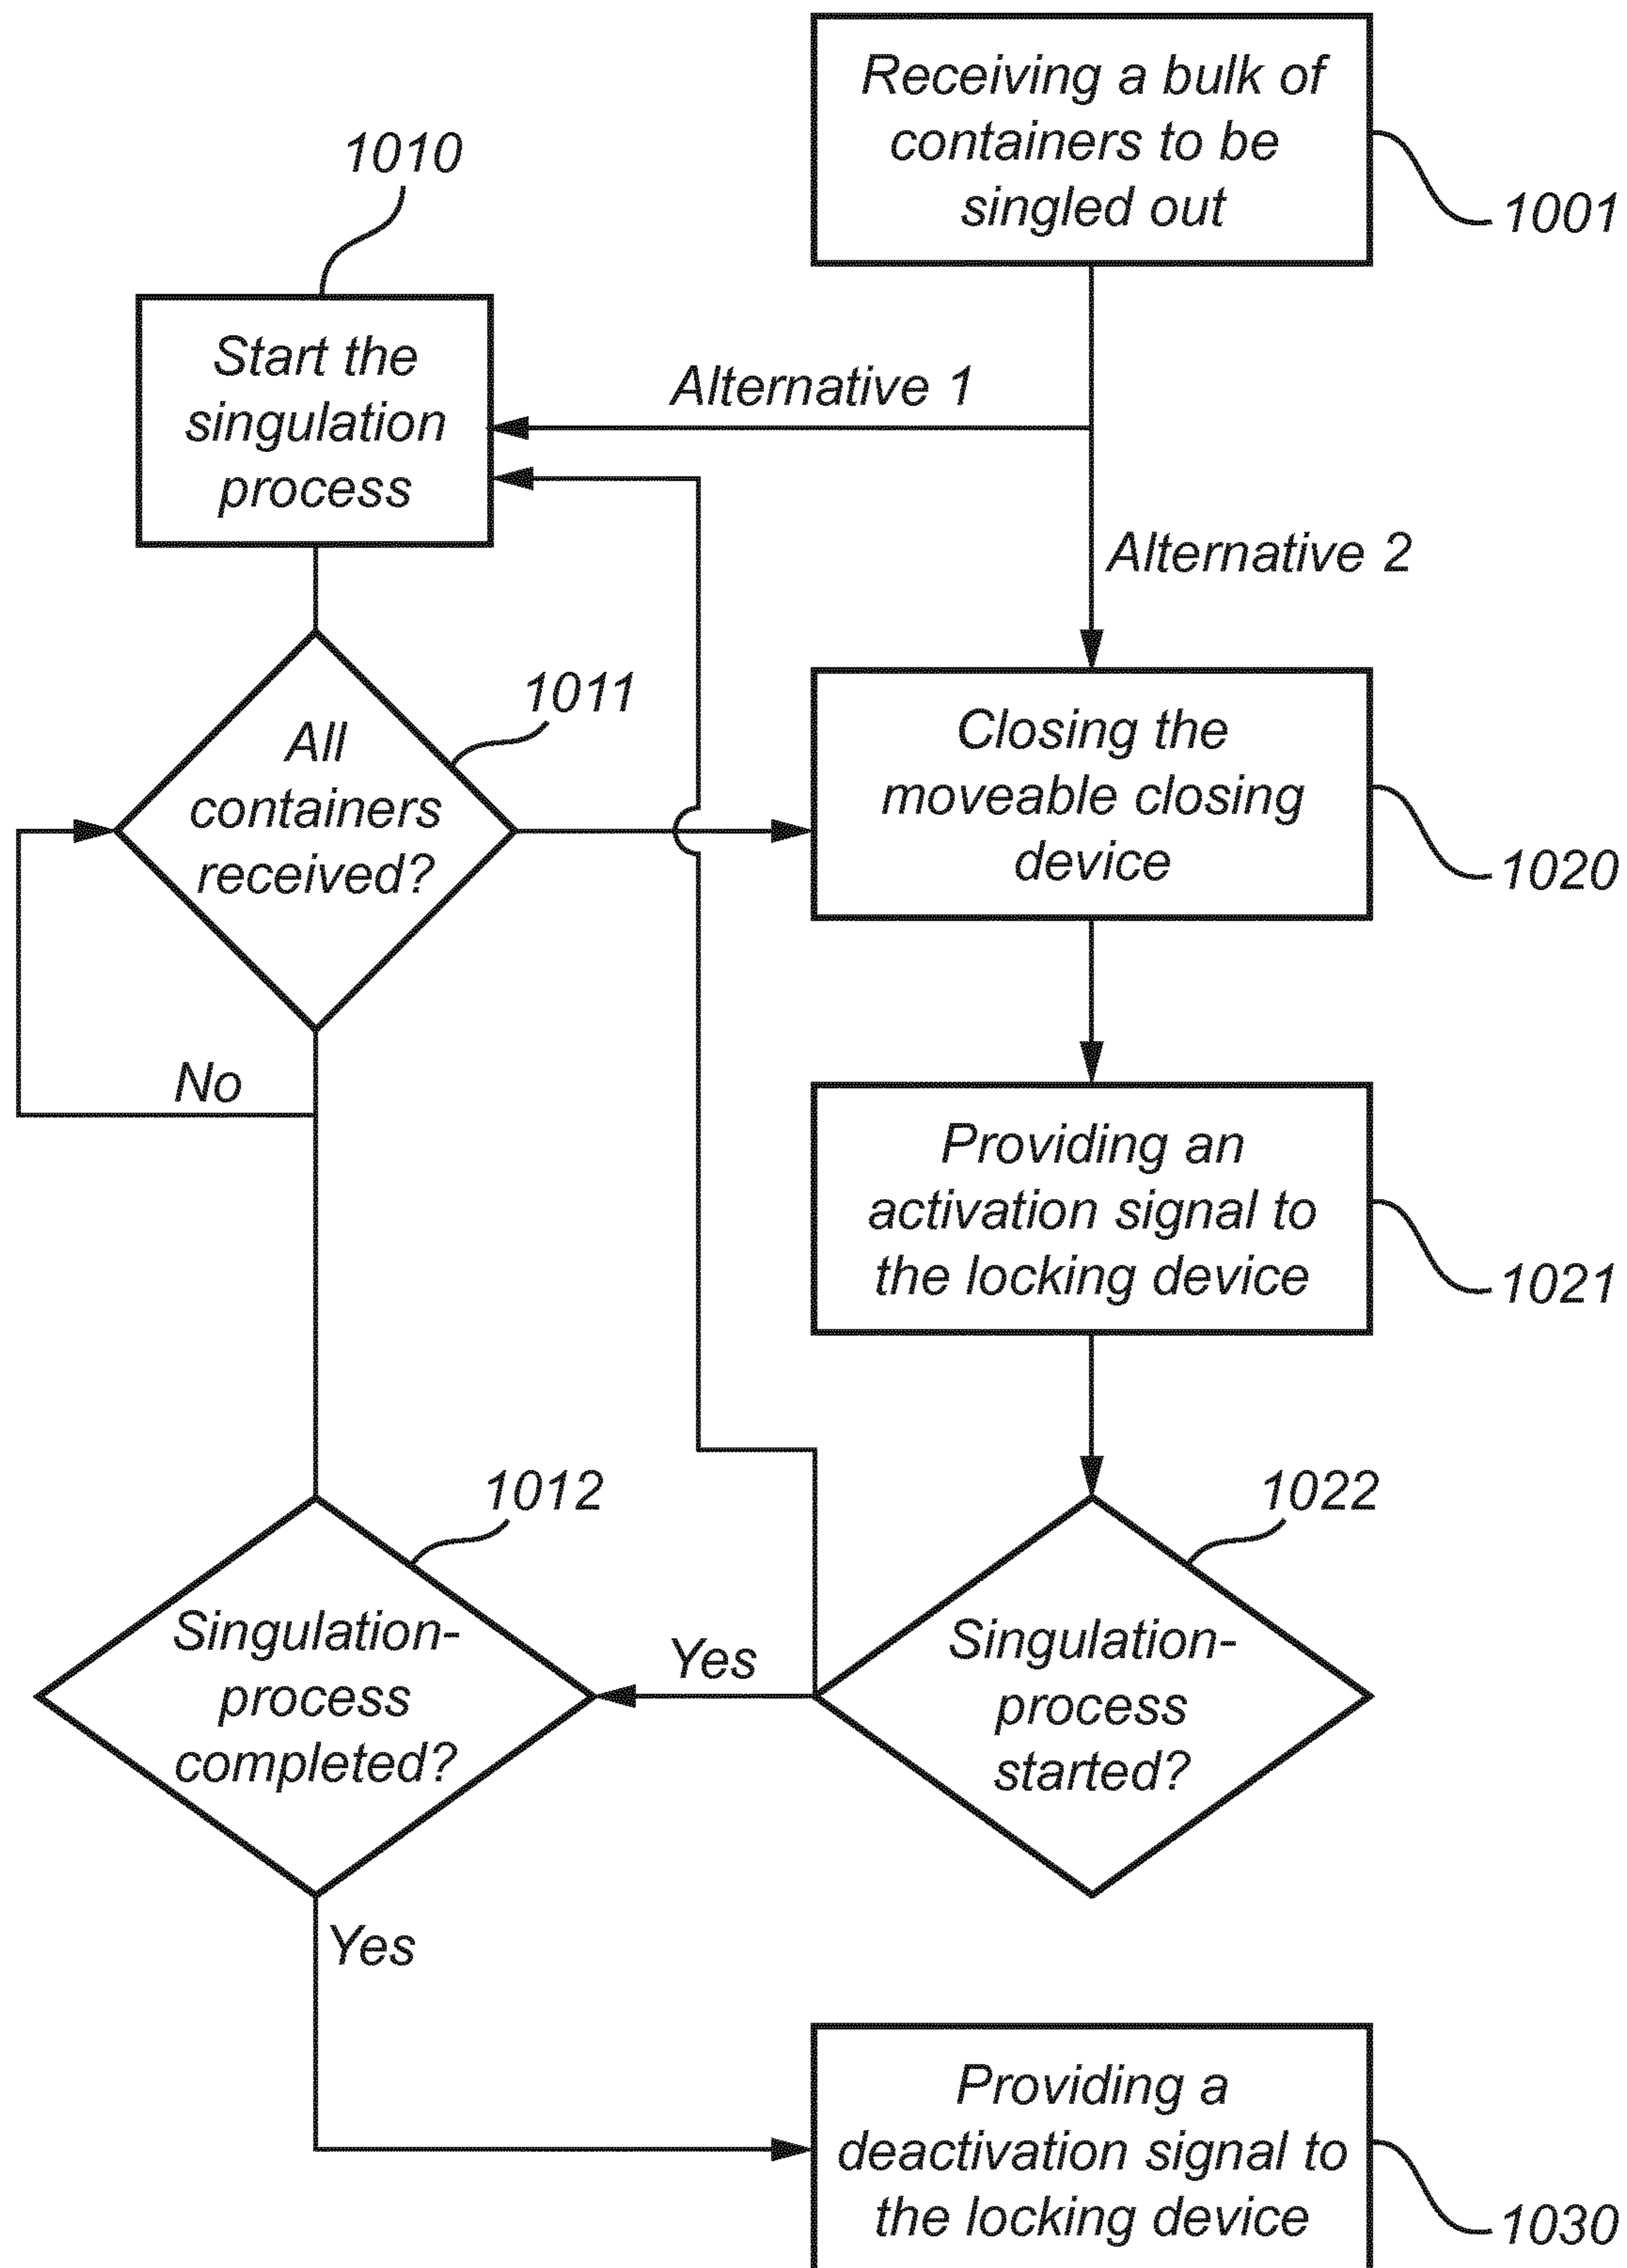 Receiving a bulk of
containers to be
singled out
1001
1010
Start the
singulation
process
Alternative 1
Alternative 2
1011
All
containers
received?
No
Closing the
moveable closing
device
1020
Providing an
activation signal to
the locking device
1021
1012
Singulation-
process
completed?
Yes
1022
Singulation-
process
started?
Yes
Providing a
deactivation signal to
the locking device
1030